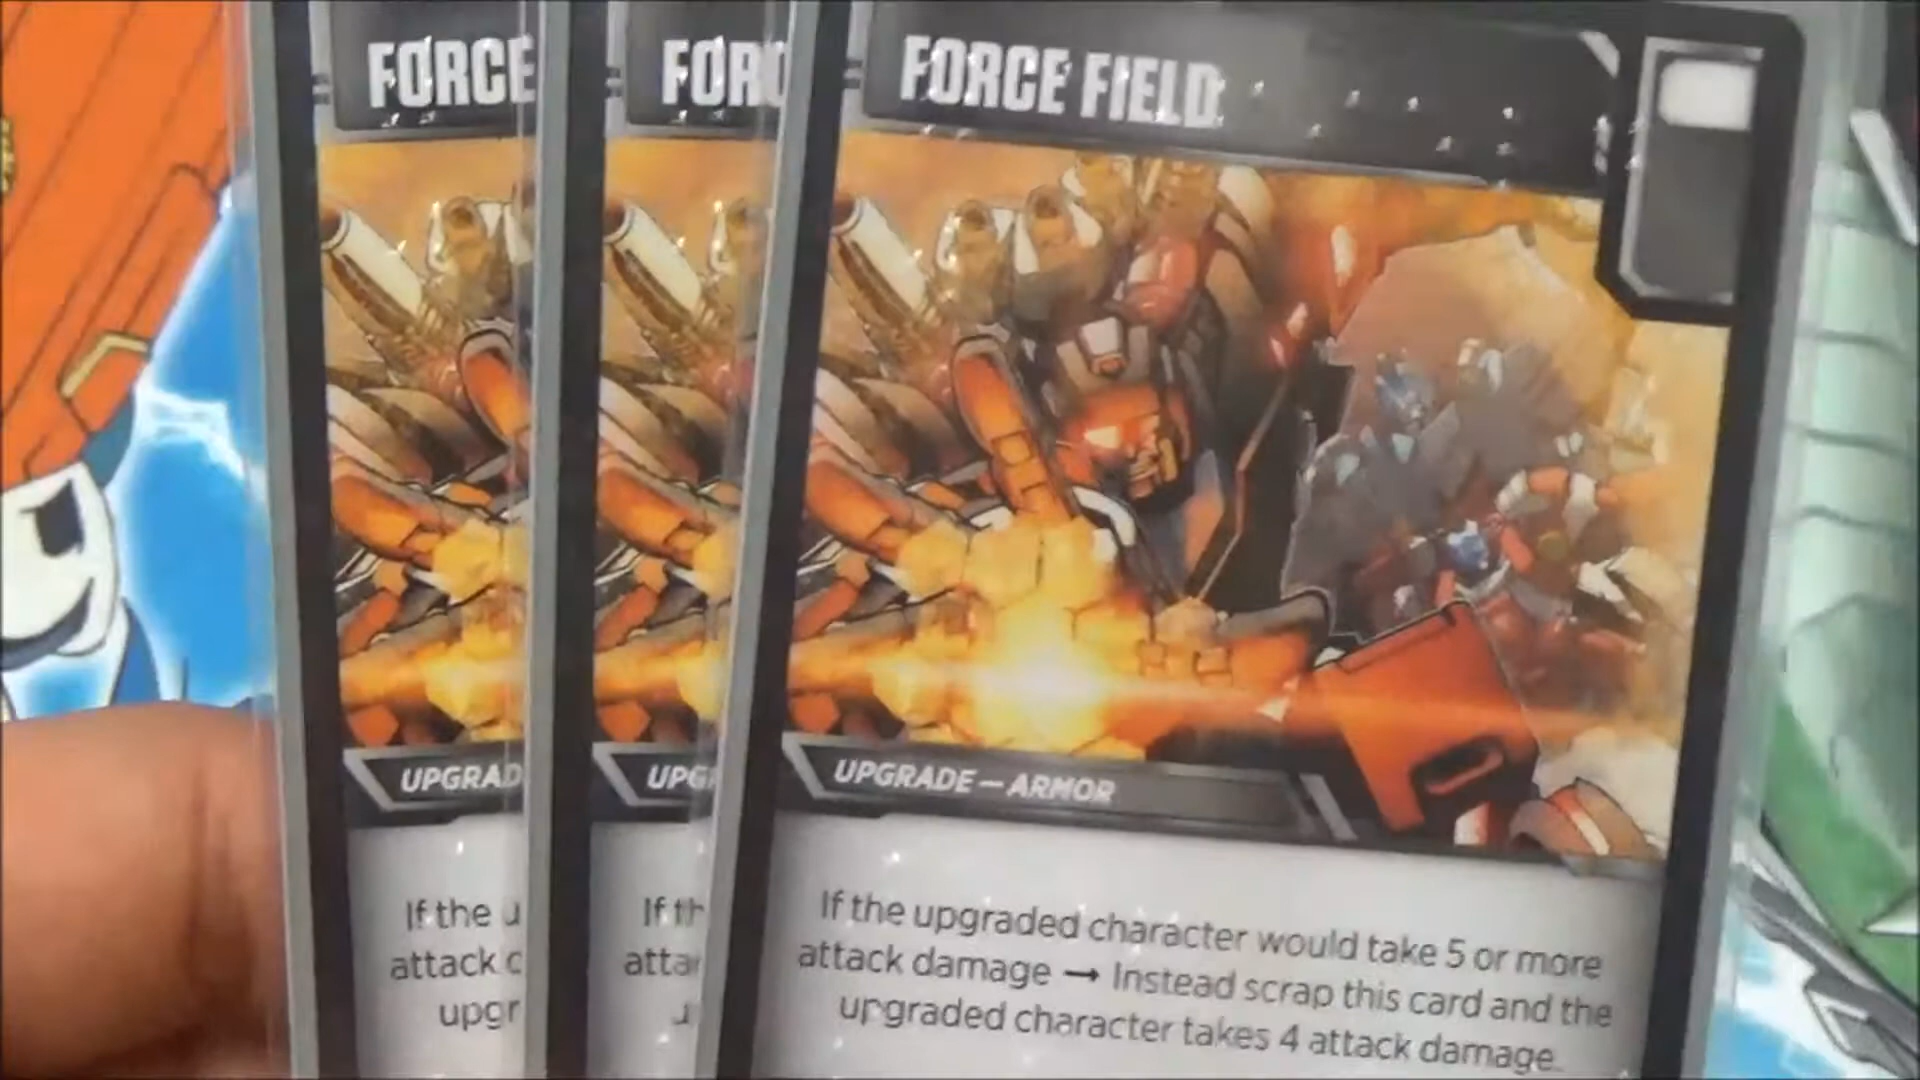 FORCE
FORC
FORCE FIELD
UPGRAD
UPG
UPGRADE – ARMOR
If the u
attack c
upgr
If th
atta
u
If the upgraded character would take 5 or more
attack damage → Instead scrap this card and the
upgraded character takes 4 attack damage.